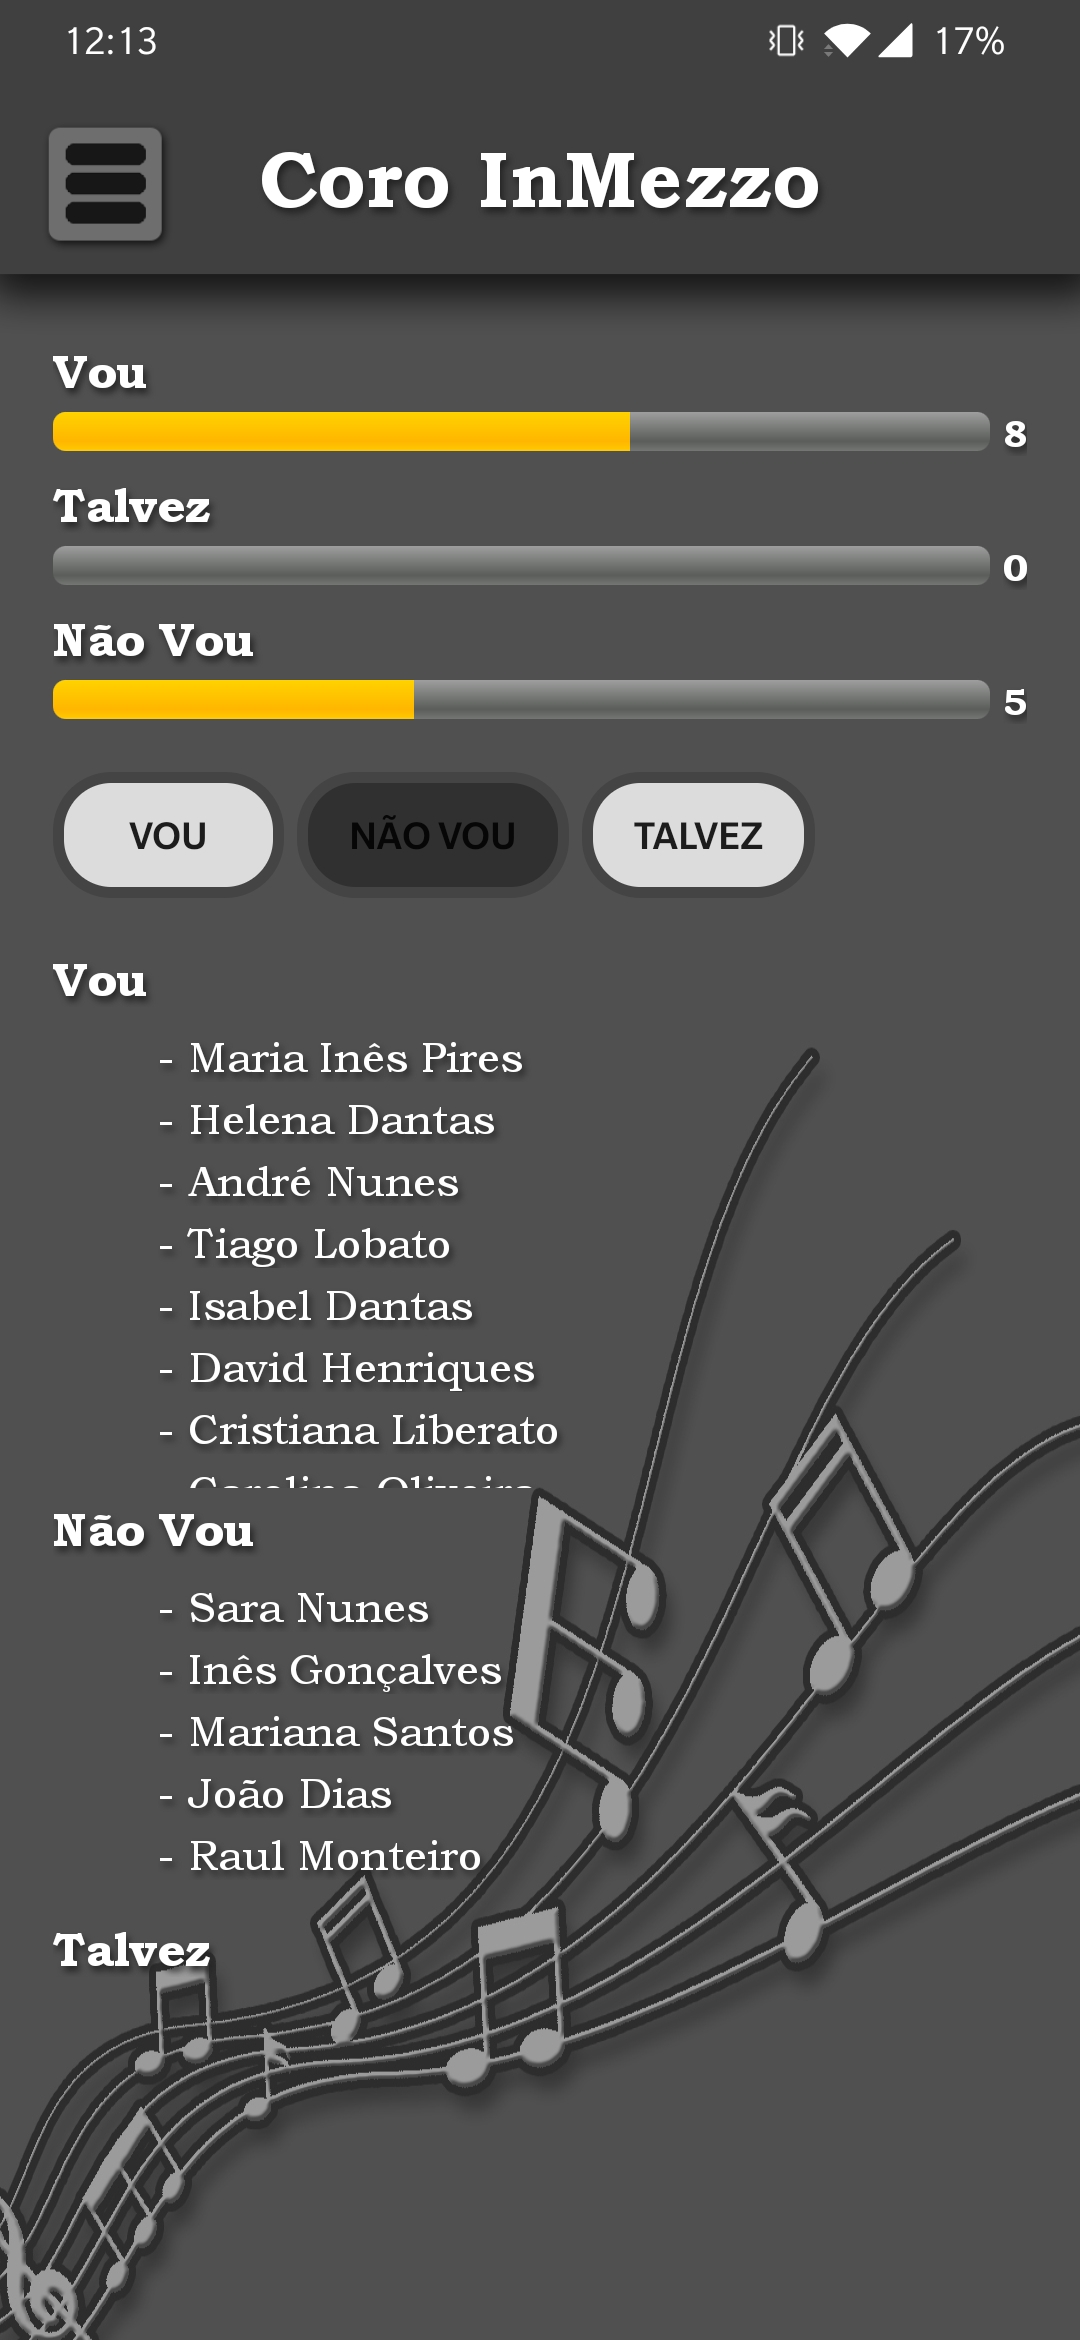 12:13
17%
Coro InMezzo
Vou
8
Talvez
0
Não Vou
5
VOU
NÃO VOU
TALVEZ
Vou
- Maria Inês Pires
- Helena Dantas
- André Nunes
- Tiago Lobato
- Isabel Dantas
- David Henriques
- Cristiana Liberato
Carolina Oliveira
Não Vou
- Sara Nunes
- Inês Gonçalves
- Mariana Santos
- João Dias
- Raul Monteiro
Talvez